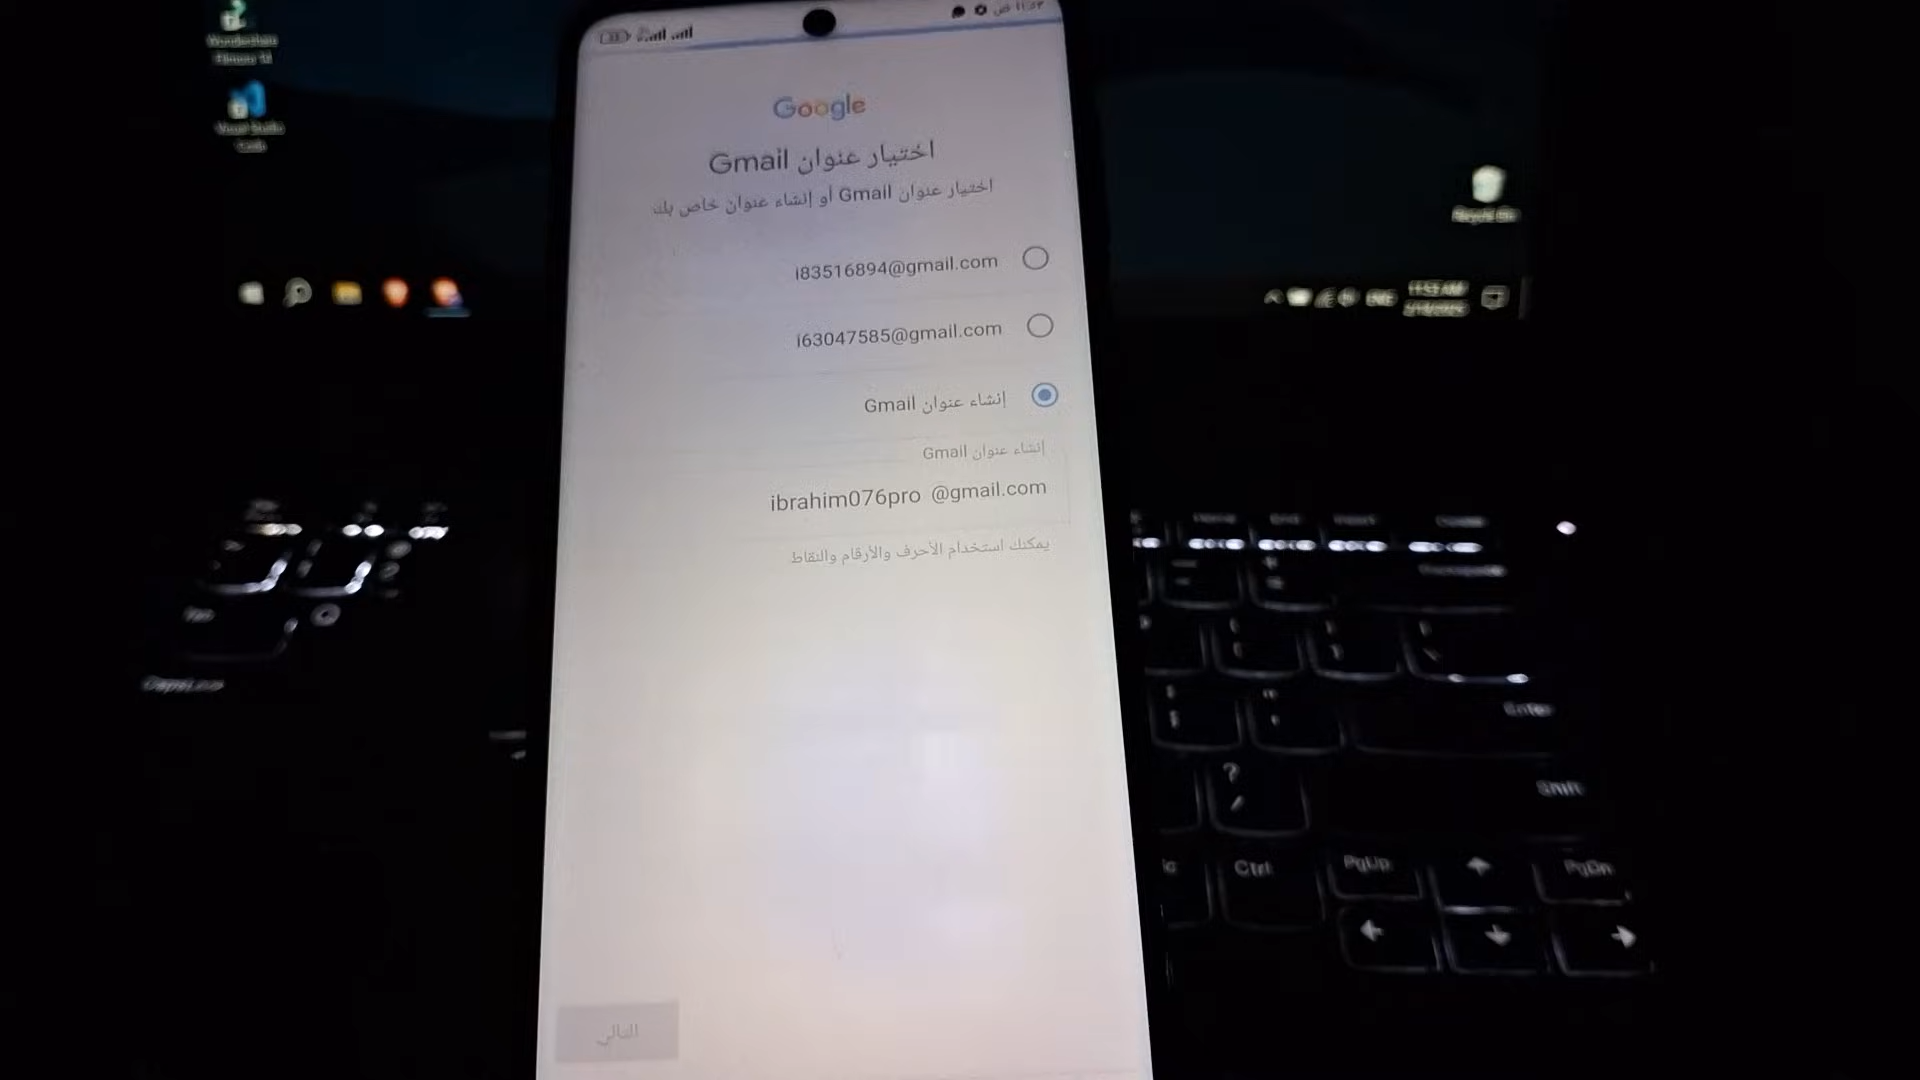 ١١:٥٣ ص
Google
اختيار عنوان Gmail
اختيار عنوان Gmail أو إنشاء عنوان خاص بك
i83516894@gmail.com
i63047585@gmail.com
إنشاء عنوان Gmail
إنشاء عنوان Gmail
ibrahim076pro @gmail.com
يمكنك استخدام الأحرف والأرقام والنقاط
التالي
Enter
Shift
?
/
Ctrl
PgUp
PgDn